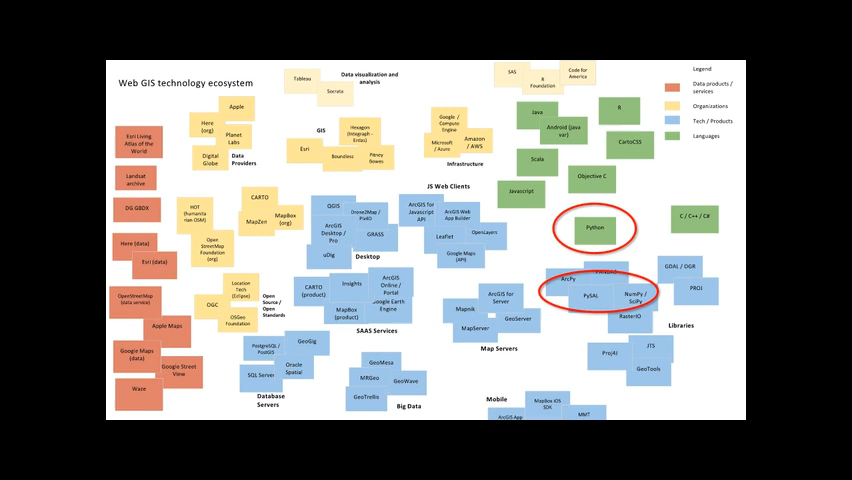 Web GIS technology ecosystem
Tableau
Socrata
Data visualization and
analysis
SAS
R
Foundation
Code for
America
Legend
Data products /
services
Organizations
Tech / Products
Languages
Apple
Here
(org)
Planet
Labs
Digital
Globe
Data
Providers
GIS
Hexagon
(Integraph -
Erdas)
Esri
Boundless
Pitney
Bowes
Google /
Compute
Engine
Microsoft
/ Azure
Amazon
/ AWS
Infrastructure
Java
Android (java
var)
R
CartoCSS
Scala
Objective C
Javascript
Python
C / C++ / C#
Esri Living
Atlas of the
World
Landsat
archive
DG GBDX
Here (data)
Esri (data)
OpenStreetMap
(data service)
Apple Maps
Google Maps
(data)
Google Street
View
Waze
HOT
(humanita
rian OSM)
Open
StreetMap
Foundation
(org)
CARTO
MapZen
MapBox
(org)
Location
Tech
(Eclipse)
OGC
OSGeo
Foundation
Open
Source /
Open
Standards
QGIS
Drone2Map /
Pix4D
ArcGIS
Desktop /
Pro
GRASS
uDig
Desktop
JS Web Clients
ArcGIS for
Javascript
API
ArcGIS Web
App Builder
Leaflet
OpenLayers
Google Maps
(API)
CARTO
(product)
Insights
ArcGIS
Online /
Portal
MapBox
(product)
Google Earth
Engine
SAAS Services
ArcGIS for
Server
Mapnik
GeoServer
MapServer
Map Servers
ArcPy
PySAL
NumPy /
SciPy
RasterIO
GDAL / OGR
PROJ
Libraries
Proj4J
JTS
GeoTools
PostgreSQL /
PostGIS
GeoGig
SQL Server
Oracle
Spatial
Database
Servers
GeoMesa
MRGeo
GeoWave
GeoTrellis
Big Data
Mobile
MapBox iOS
SDK
ArcGIS App
MMT